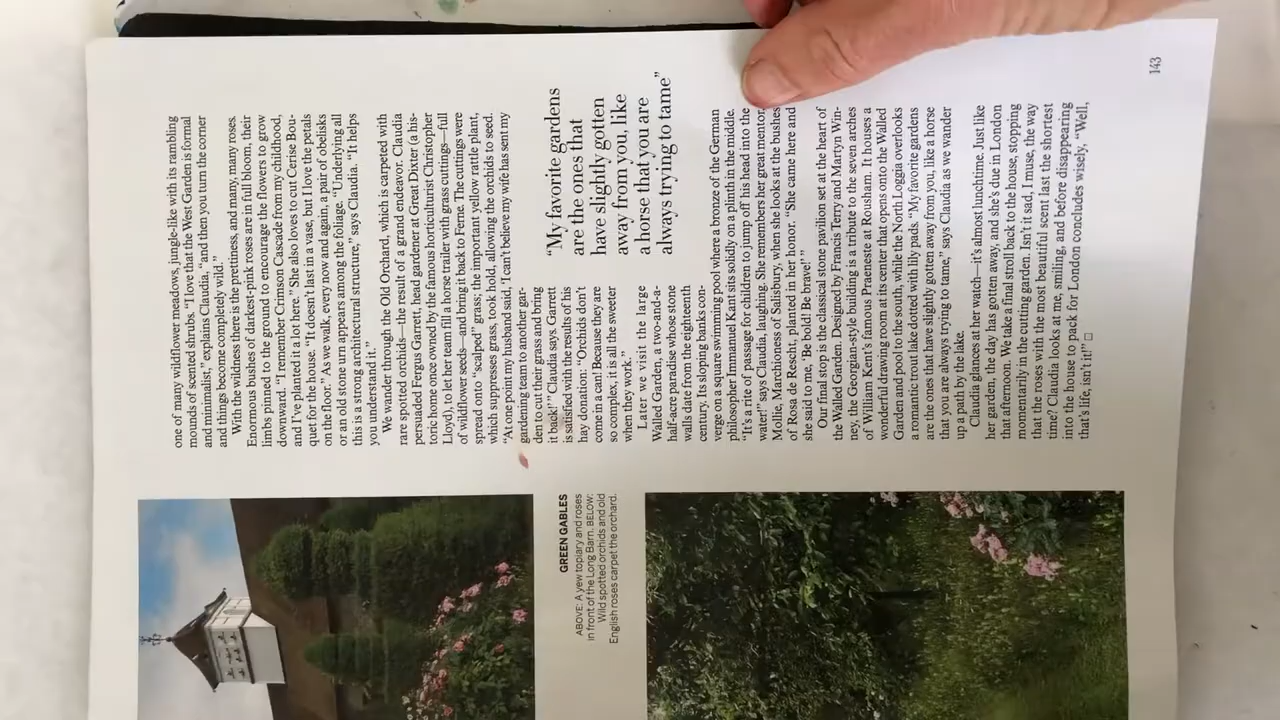 one of many wildflower meadows, jungle-like with its rambling
mounds of scented shrubs. “I love that the West Garden is formal
and minimalist,” explains Claudia, “and then you turn the corner
and things become completely wild.”
With the wildness there is the prettiness, and many, many roses.
Enormous bushes of darkest-pink roses are in full bloom, their
limbs pinned to the ground to encourage the flowers to grow
downward. “I remember Crimson Cascade from my childhood,
and I’ve planted it a lot here.” She also loves to cut Cerise Bou-
quet for the house. “It doesn’t last in a vase, but I love the petals
on the floor.” As we walk, every now and again, a pair of obelisks
or an old stone urn appears among the foliage. “Underlying all
this is a strong architectural structure,” says Claudia. “It helps
you understand it.”
We wander through the Old Orchard, which is carpeted with
rare spotted orchids—the result of a grand endeavor. Claudia
persuaded Fergus Garrett, head gardener at Great Dixter (a his-
toric home once owned by the famous horticulturist Christopher
Lloyd), to let her team fill a horse trailer with grass cuttings—full
of wildflower seeds—and bring it back to Ferne. The cuttings were
spread onto “scalped” grass; the important yellow rattle plant,
which suppresses grass, took hold, allowing the orchids to seed.
“At one point my husband said, ‘I can’t believe my wife has sent my
gardening team to another gar-
den to cut their grass and bring
it back!’” Claudia says. Garrett
is satisfied with the results of his
hay donation: “Orchids don’t
come in a can! Because they are
so complex, it is all the sweeter
when they work.”
Later we visit the large
Walled Garden, a two-and-a-
half-acre paradise whose stone
walls date from the eighteenth
century. Its sloping banks con-
verge on a square swimming pool where a bronze of the German
philosopher Immanuel Kant sits solidly on a plinth in the middle.
“It’s a rite of passage for children to jump off his head into the
water!” says Claudia, laughing. She remembers her great mentor,
Mollie, Marchioness of Salisbury, when she looks at the bushes
of Rosa de Rescht, planted in her honor. “She came here and
she said to me, ‘Be bold! Be brave!’ ”
Our final stop is the classical stone pavilion set at the heart of
the Walled Garden. Designed by Francis Terry and Martyn Win-
ney, the Georgian-style building is a tribute to the seven arches
of William Kent’s famous Praeneste at Rousham. It houses a
wonderful drawing room at its center that opens onto the Walled
Garden and pool to the south, while the North Loggia overlooks
a romantic trout lake dotted with lily pads. “My favorite gardens
are the ones that have slightly gotten away from you, like a horse
that you are always trying to tame,” says Claudia as we wander
up a path by the lake.
Claudia glances at her watch—it’s almost lunchtime. Just like
her garden, the day has gotten away, and she’s due in London
that afternoon. We take a final stroll back to the house, stopping
momentarily in the cutting garden. Isn’t it sad, I muse, the way
that the roses with the most beautiful scent last the shortest
time? Claudia looks at me, smiling, and before disappearing
into the house to pack for London concludes wisely, “Well,
that’s life, isn’t it?” □
“My favorite gardens
are the ones that
have slightly gotten
away from you, like
a horse that you are
always trying to tame”
GREEN GABLES
ABOVE: A yew topiary and roses
in front of the Long Barn. BELOW:
Wild spotted orchids and old
English roses carpet the orchard.
143